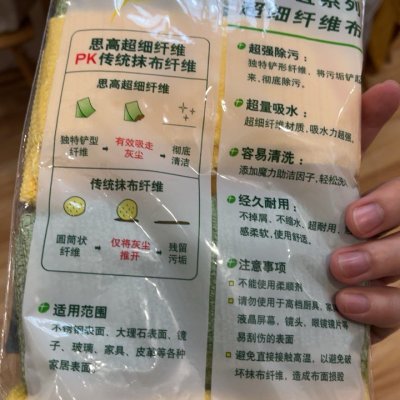 思高超细纤维
PK传统抹布纤维
思高超细纤维
独特铲型
纤维
有效吸走
灰尘
彻底
清洁
传统抹布纤维
圆筒状
纤维
仅将灰尘
推开
残留
污垢
适用范围
不锈钢表面、大理石表面、镜
子、玻璃、家具、皮革等各种
家居表面
系列
超细纤维布
超强除污：
独特铲形纤维，将污垢铲起
来，彻底除污。
超量吸水：
超细纤维材质，吸水力超强。
容易清洗：
添加魔力助洁因子，轻松洗
经久耐用：
不掉屑、不缩水、超耐用，
感柔软，使用舒适。
注意事项
不能使用柔顺剂
请勿使用于高档厨具、家
液晶屏幕、镜头、眼镜镜片等
易刮伤的表面
避免直接接触高温，以避免破
坏抹布纤维，造成布面损毁